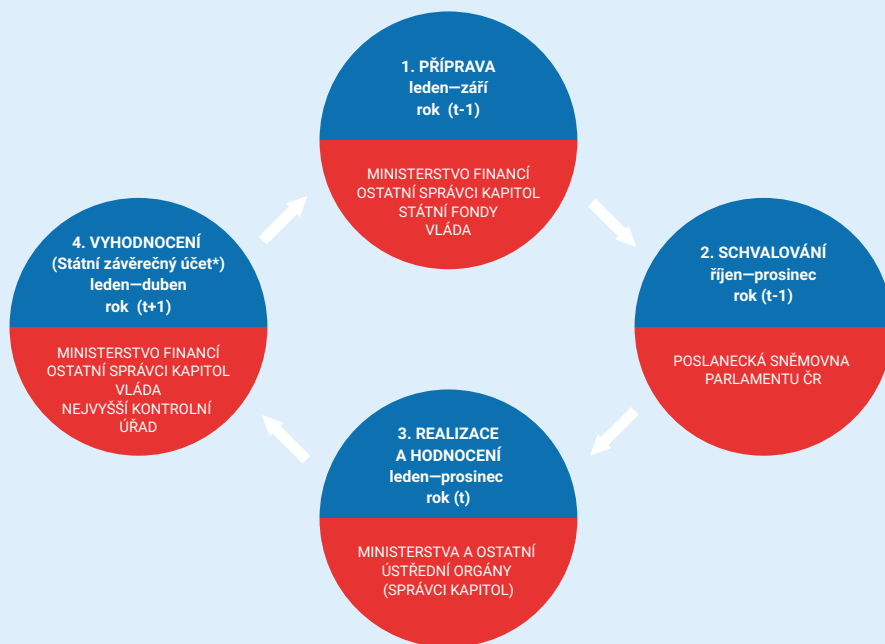 1. PŘÍPRAVA
leden—září
rok (t-1)
MINISTERSTVO FINANCÍ
OSTATNÍ SPRÁVCI KAPITOL
STÁTNÍ FONDY
VLÁDA
2. SCHVALOVÁNÍ
říjen—prosinec
rok (t-1)
POSLANECKÁ SNĚMOVNA
PARLAMENTU ČR
3. REALIZACE
A HODNOCENÍ
leden—prosinec
rok (t)
MINISTERSTVA A OSTATNÍ
ÚSTŘEDNÍ ORGÁNY
(SPRÁVCI KAPITOL)
4. VYHODNOCENÍ
(Státní závěrečný účet*)
leden—duben
rok (t+1)
MINISTERSTVO FINANCÍ
OSTATNÍ SPRÁVCI KAPITOL
VLÁDA
NEJVYŠŠÍ KONTROLNÍ
ÚŘAD